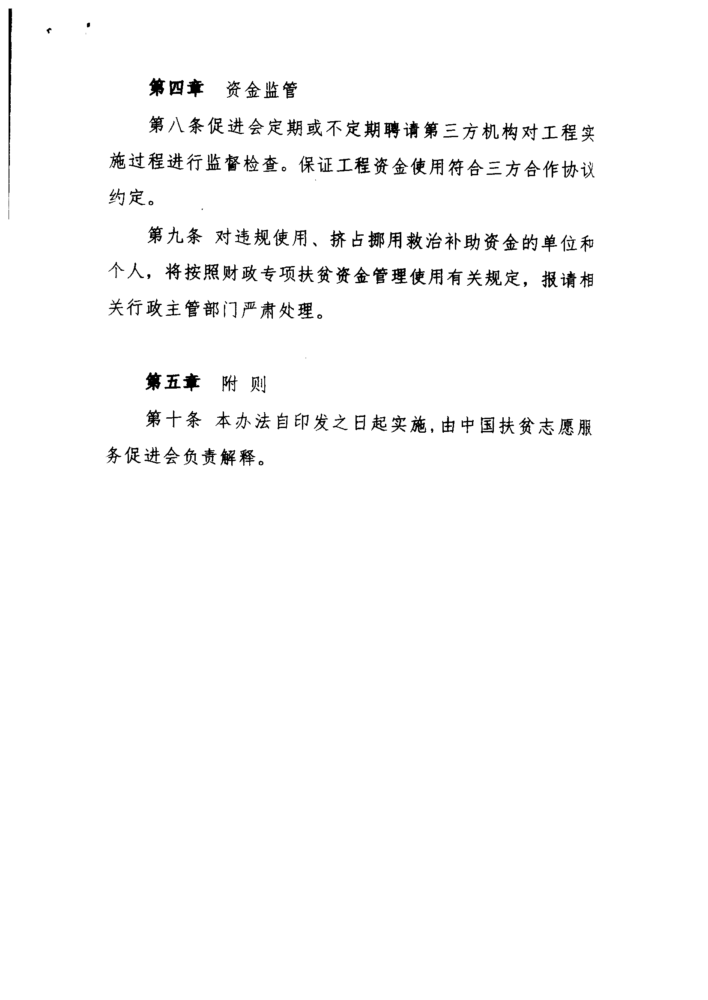 第四章 资金监管
第八条促进会定期或不定期聘请第三方机构对工程实
施过程进行监督检查。保证工程资金使用符合三方合作协议
约定。
第九条 对违规使用、挤占挪用救治补助资金的单位和
个人，将按照财政专项扶贫资金管理使用有关规定，报请相
关行政主管部门严肃处理。
第五章 附 则
第十条 本办法自印发之日起实施,由中国扶贫志愿服
务促进会负责解释。